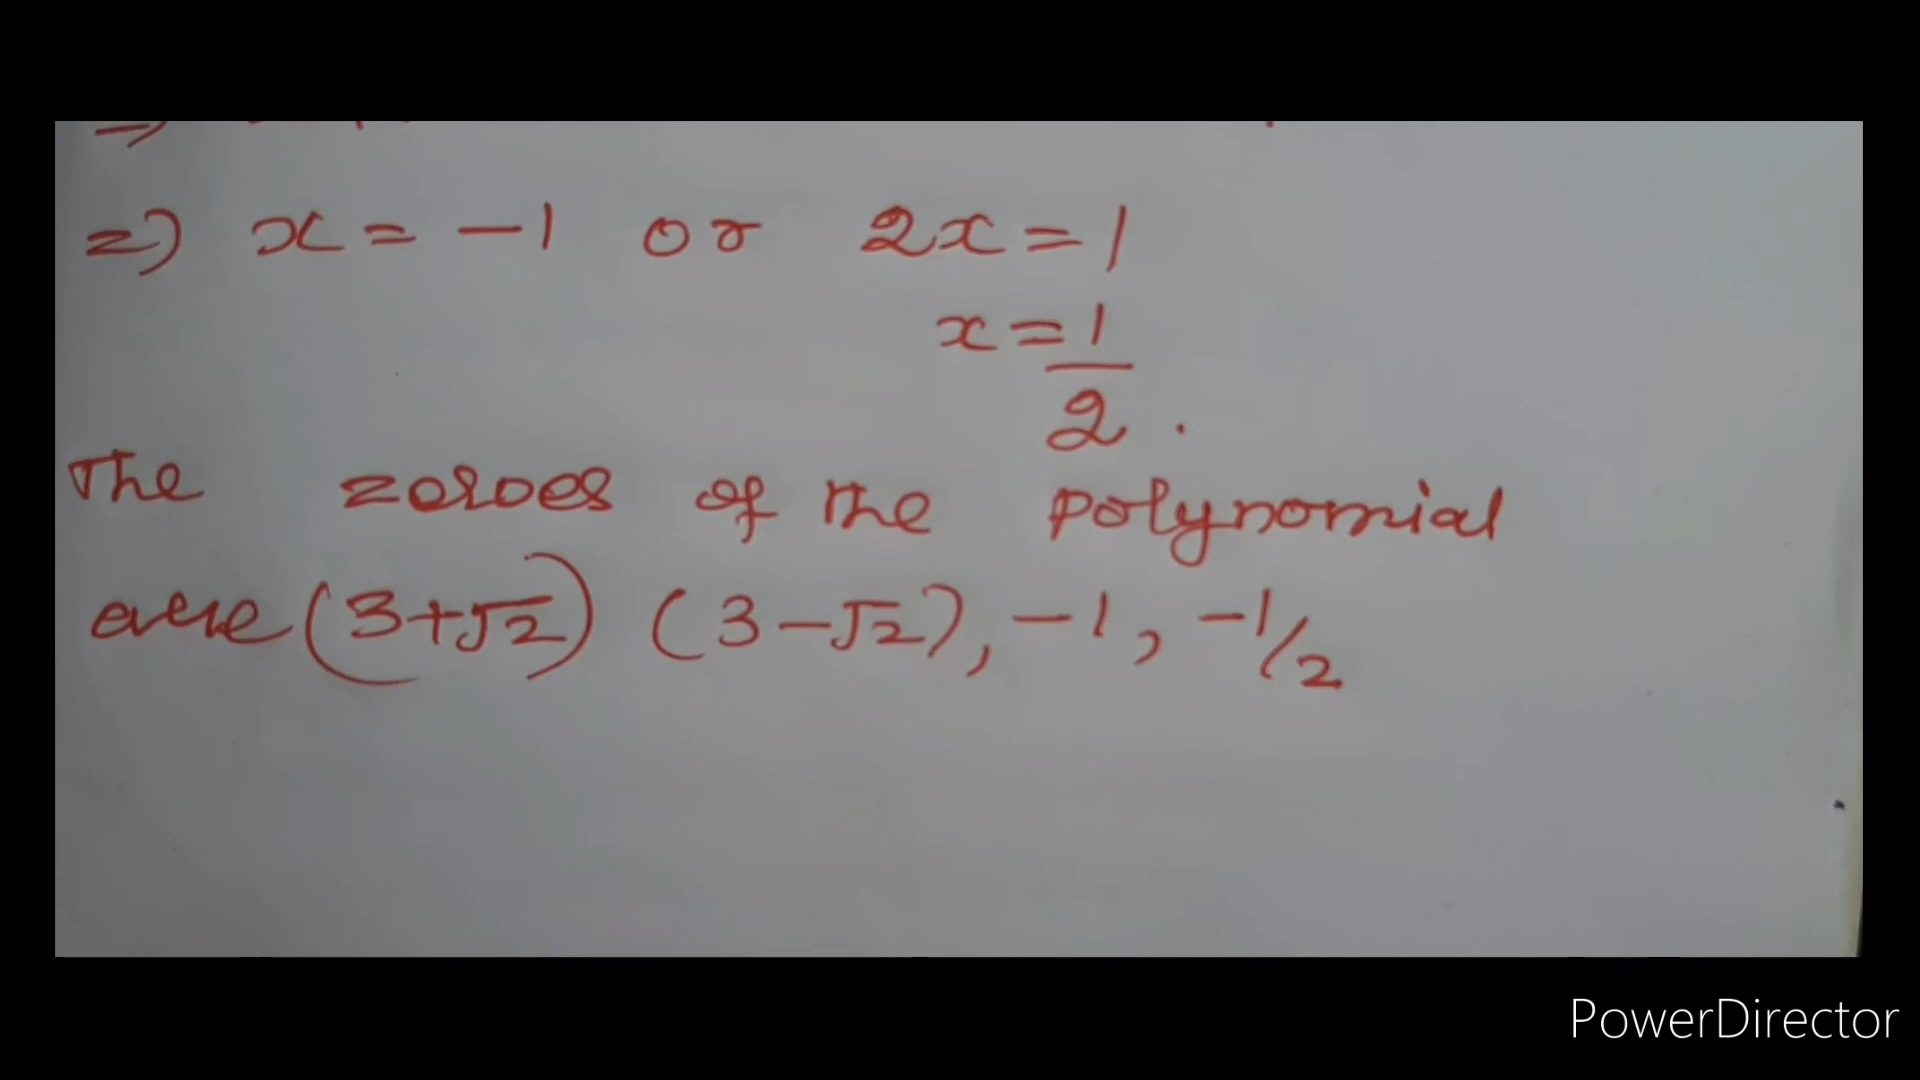 =) x = -1 or 2x = 1
x = 1/2.
The zeroes of the polynomial
are (3+√2) (3-√2), -1, -1/2
PowerDirector